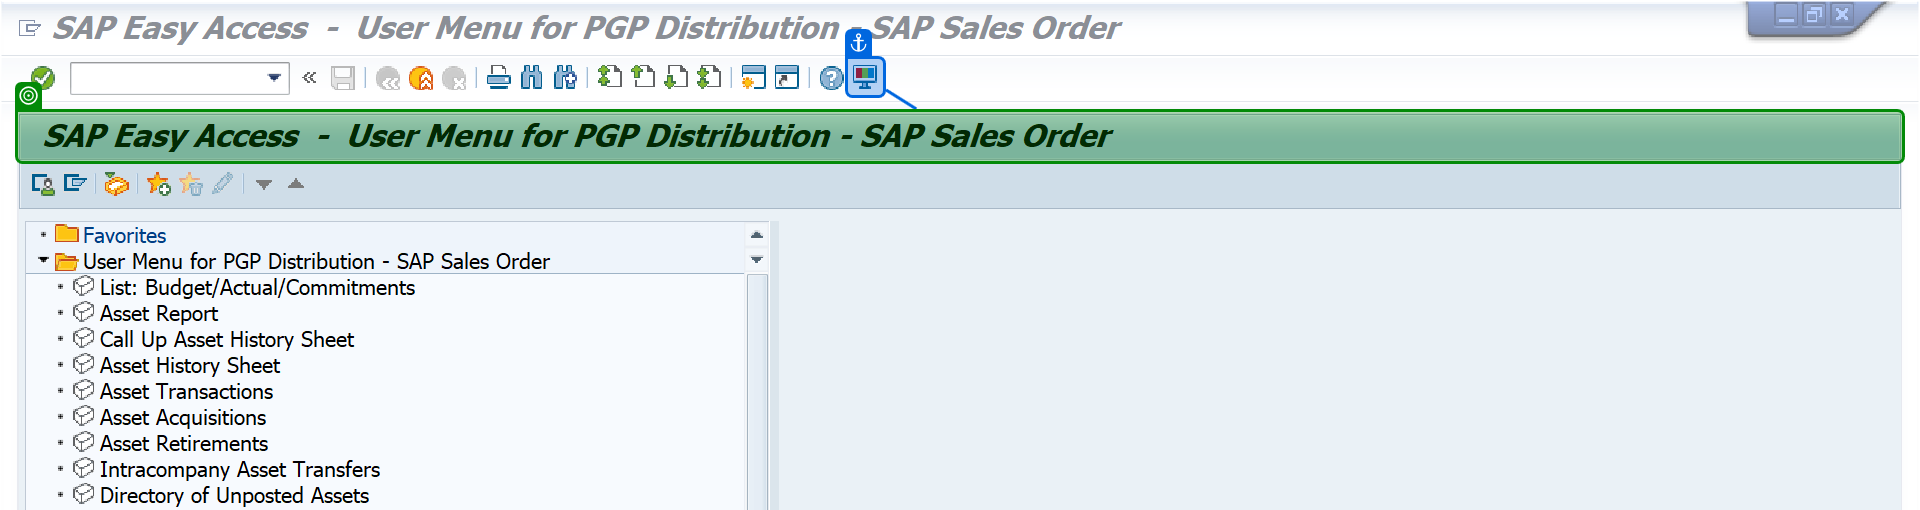 SAP Easy Access - User Menu for PGP Distribution - SAP Sales Order
SAP Easy Access - User Menu for PGP Distribution - SAP Sales Order
Favorites
User Menu for PGP Distribution - SAP Sales Order
List: Budget/Actual/Commitments
Asset Report
Call Up Asset History Sheet
Asset History Sheet
Asset Transactions
Asset Acquisitions
Asset Retirements
Intracompany Asset Transfers
Directory of Unposted Assets